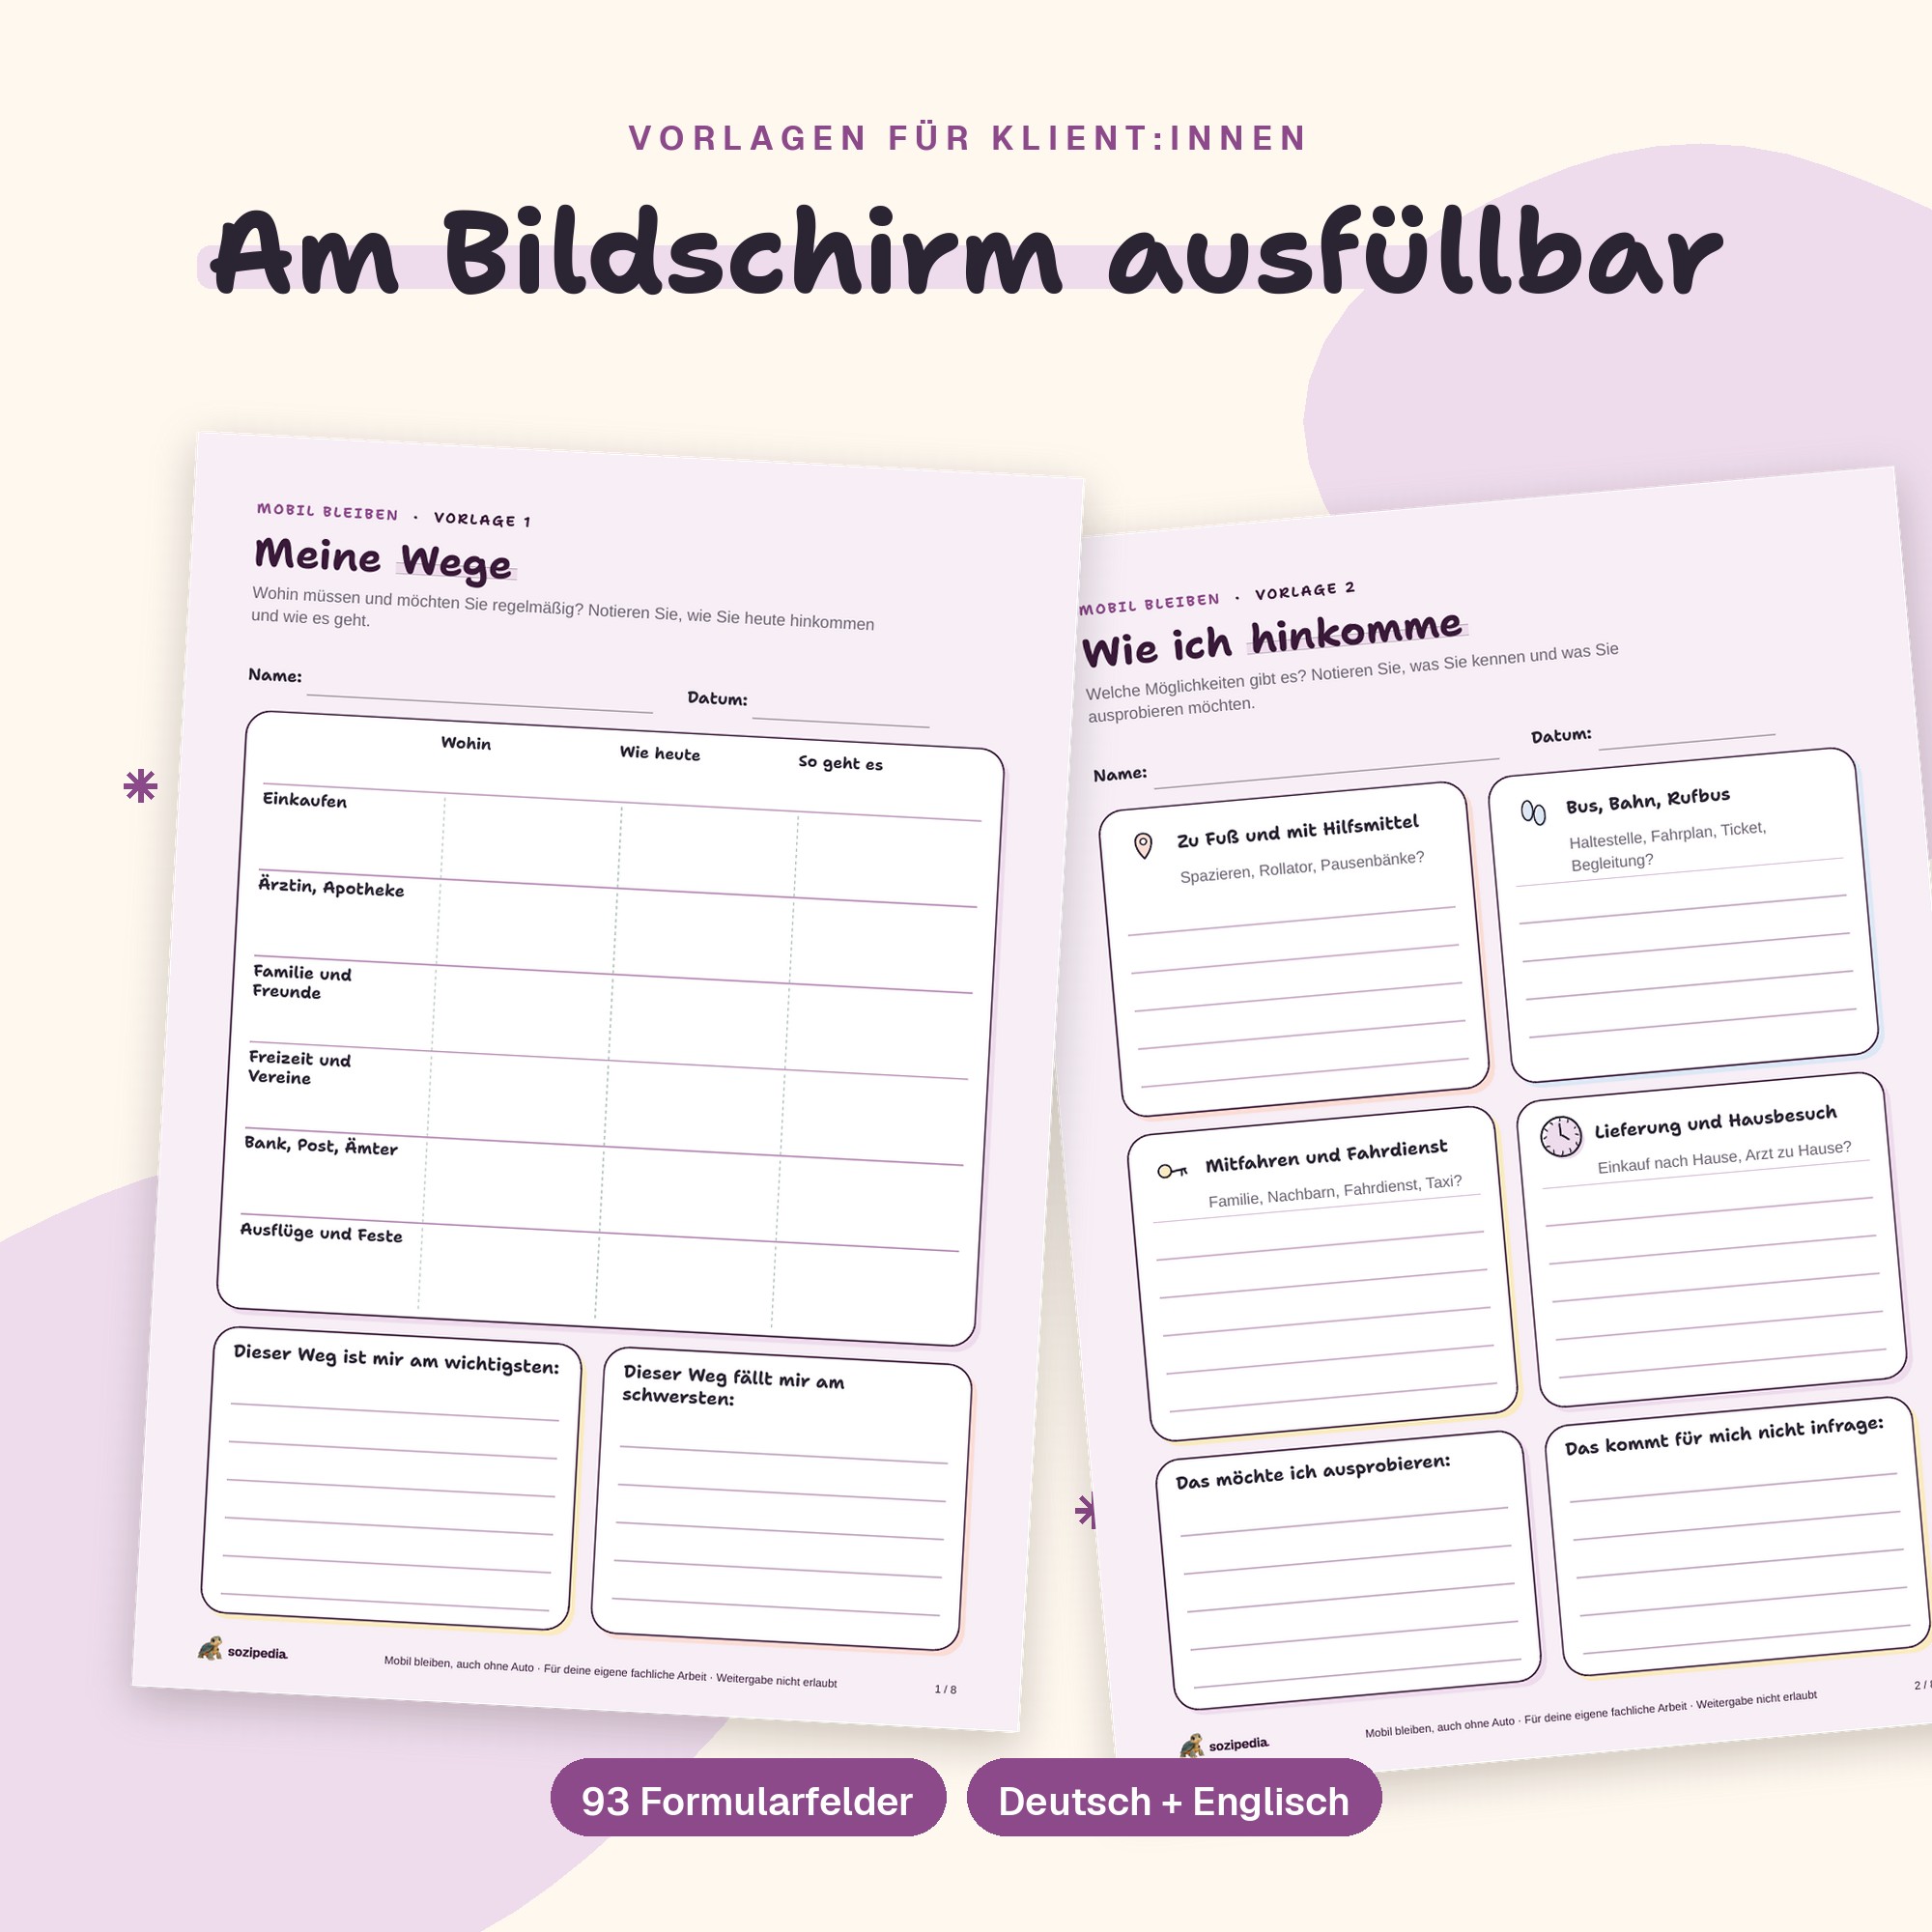 VORLAGEN FÜR KLIENT:INNEN
Am Bildschirm ausfüllbar
MOBIL BLEIBEN · VORLAGE 1
Meine Wege
Wohin müssen und möchten Sie regelmäßig? Notieren Sie, wie Sie heute hinkommen
und wie es geht.
Name:
Datum:
Wohin
Wie heute
So geht es
Einkaufen
Ärztin, Apotheke
Familie und
Freunde
Freizeit und
Vereine
Bank, Post, Ämter
Ausflüge und Feste
Dieser Weg ist mir am wichtigsten:
Dieser Weg fällt mir am
schwersten:
sozipedia.
Mobil bleiben, auch ohne Auto · Für deine eigene fachliche Arbeit · Weitergabe nicht erlaubt
1 / 8
MOBIL BLEIBEN · VORLAGE 2
Wie ich hinkomme
Welche Möglichkeiten gibt es? Notieren Sie, was Sie kennen und was Sie
ausprobieren möchten.
Name:
Datum:
Zu Fuß und mit Hilfsmittel
Spazieren, Rollator, Pausenbänke?
Bus, Bahn, Rufbus
Haltestelle, Fahrplan, Ticket,
Begleitung?
Mitfahren und Fahrdienst
Familie, Nachbarn, Fahrdienst, Taxi?
Lieferung und Hausbesuch
Einkauf nach Hause, Arzt zu Hause?
Das möchte ich ausprobieren:
Das kommt für mich nicht infrage:
sozipedia.
Mobil bleiben, auch ohne Auto · Für deine eigene fachliche Arbeit · Weitergabe nicht erlaubt
2 / 8
93 Formularfelder
Deutsch + Englisch